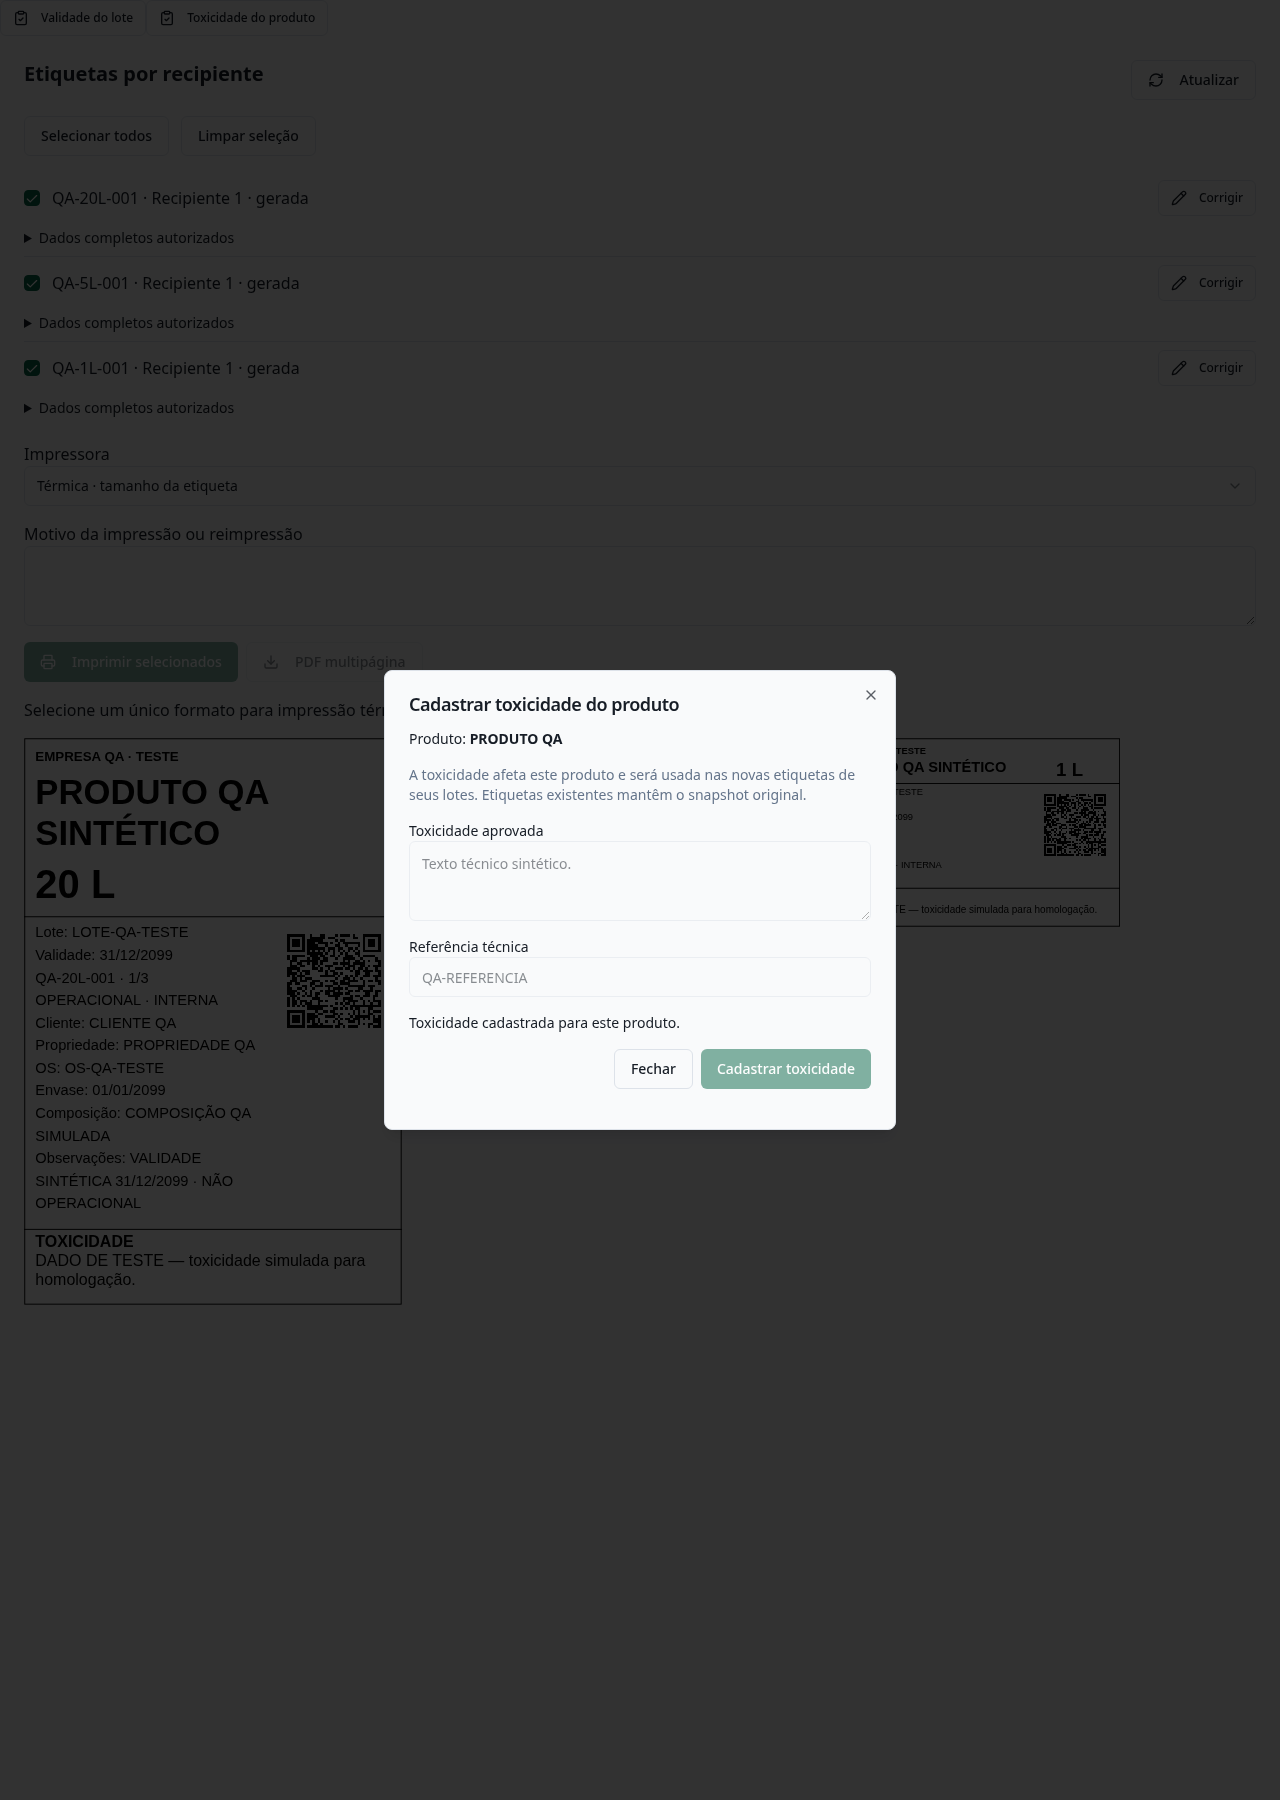 Validade do lote
Toxicidade do produto
Etiquetas por recipiente
Atualizar
Selecionar todos
Limpar seleção
QA-20L-001 · Recipiente 1 · gerada
Corrigir
Dados completos autorizados
QA-5L-001 · Recipiente 1 · gerada
Corrigir
Dados completos autorizados
QA-1L-001 · Recipiente 1 · gerada
Corrigir
Dados completos autorizados
Impressora
Térmica · tamanho da etiqueta
Motivo da impressão ou reimpressão
Imprimir selecionados
PDF multipágina
Selecione um único formato para impressão
EMPRESA QA · TESTE
PRODUTO QA
SINTÉTICO
20 L
Lote: LOTE-QA-TESTE
Validade: 31/12/2099
QA-20L-001 · 1/3
OPERACIONAL · INTERNA
Cliente: CLIENTE QA
Propriedade: PROPRIEDADE QA
OS: OS-QA-TESTE
Envase: 01/01/2099
Composição: COMPOSIÇÃO QA
SIMULADA
Observações: VALIDADE
SINTÉTICA 31/12/2099 · NÃO
OPERACIONAL
TOXICIDADE
DADO DE TESTE — toxicidade simulada para
homologação.
Cadastrar toxicidade do produto
Produto: PRODUTO QA
A toxicidade afeta este produto e será usada nas novas etiquetas de
seus lotes. Etiquetas existentes mantêm o snapshot original.
Toxicidade aprovada
Texto técnico sintético.
Referência técnica
QA-REFERENCIA
Toxicidade cadastrada para este produto.
Fechar
Cadastrar toxicidade
TESTE
QA SINTÉTICO
1 L
TESTE
· INTERNA
— toxicidade simulada para homologação.